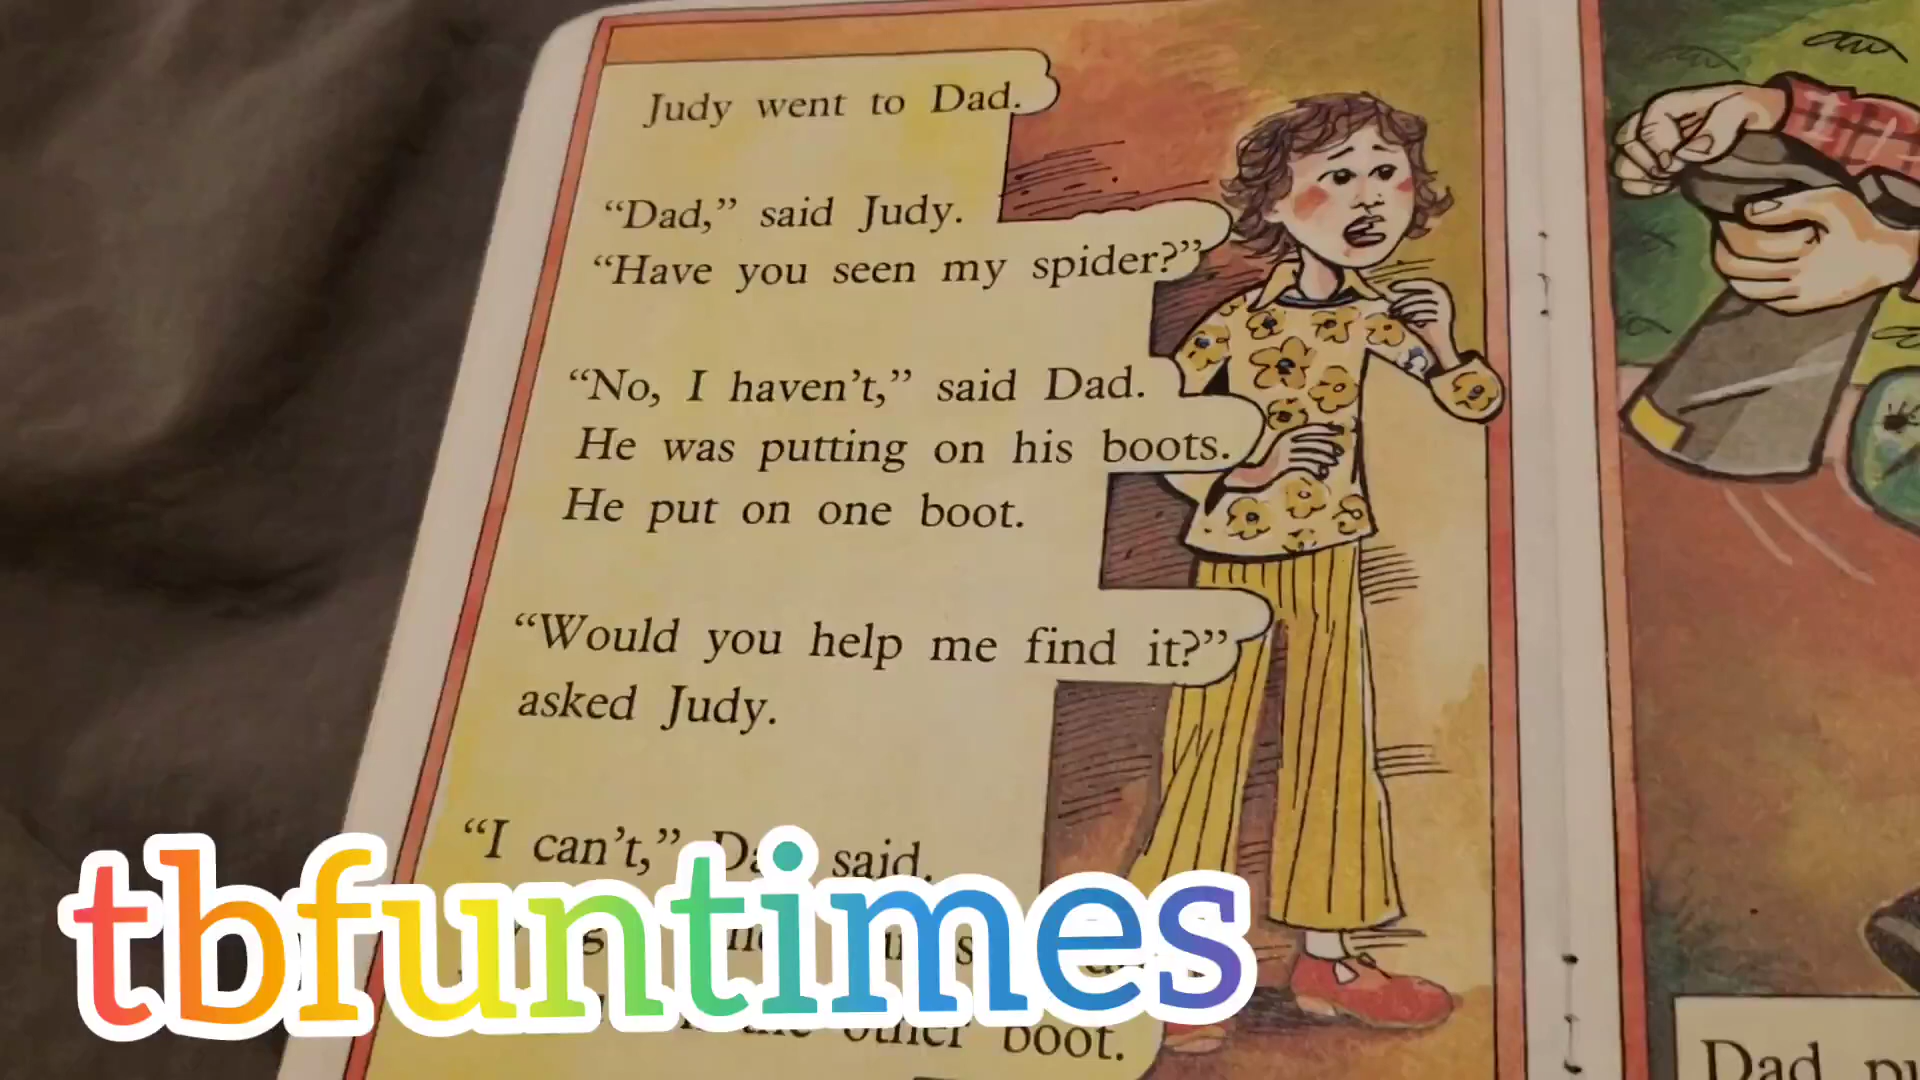 Judy went to Dad.
“Dad,” said Judy.
“Have you seen my spider?”
“No, I haven’t,” said Dad.
He was putting on his boots.
He put on one boot.
“Would you help me find it?”
asked Judy.
“I can’t,” said.
other boot.
tbfuntimes
Dad